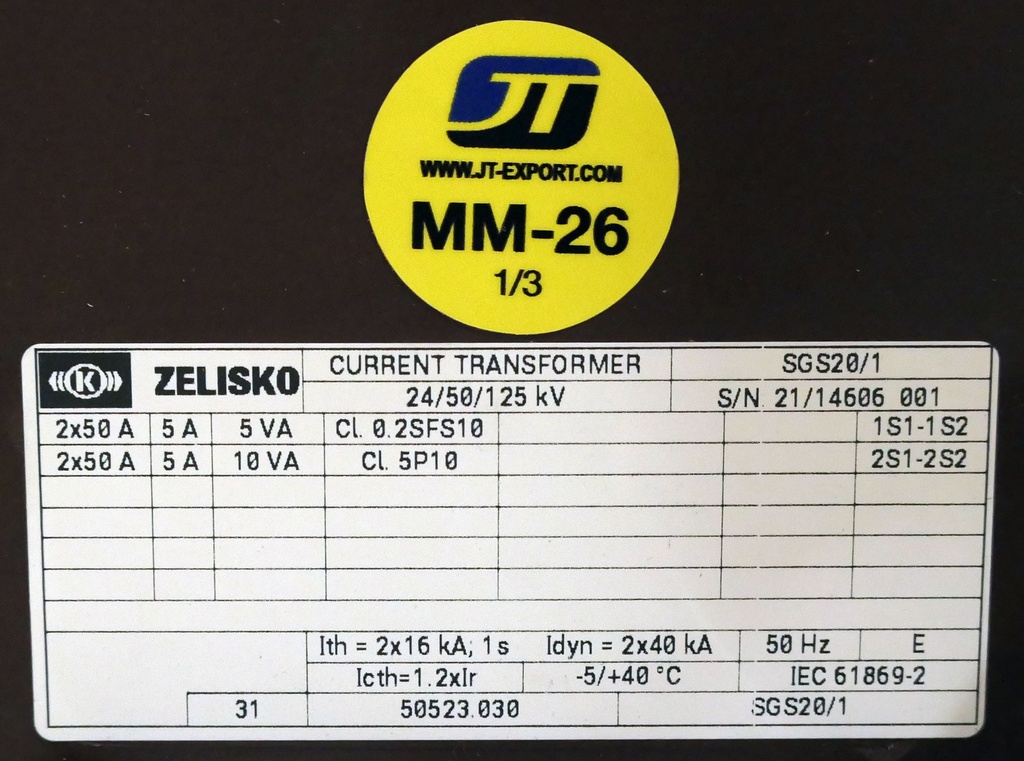 JT
WWW.JT-EXPORT.COM
MM-26
1/3
K ZELISKO CURRENT TRANSFORMER SGS20/1
24/50/125 kV S/N 21/14606 001
2x50 A 5 A 5 VA Cl. 0.2SFS10 1S1-1S2
2x50 A 5 A 10 VA Cl. 5P10 2S1-2S2
Ith = 2x16 kA; 1s Idyn = 2x40 kA 50 Hz E
Icth=1.2xIr -5/+40 °C IEC 61869-2
31 50523.030 SGS20/1